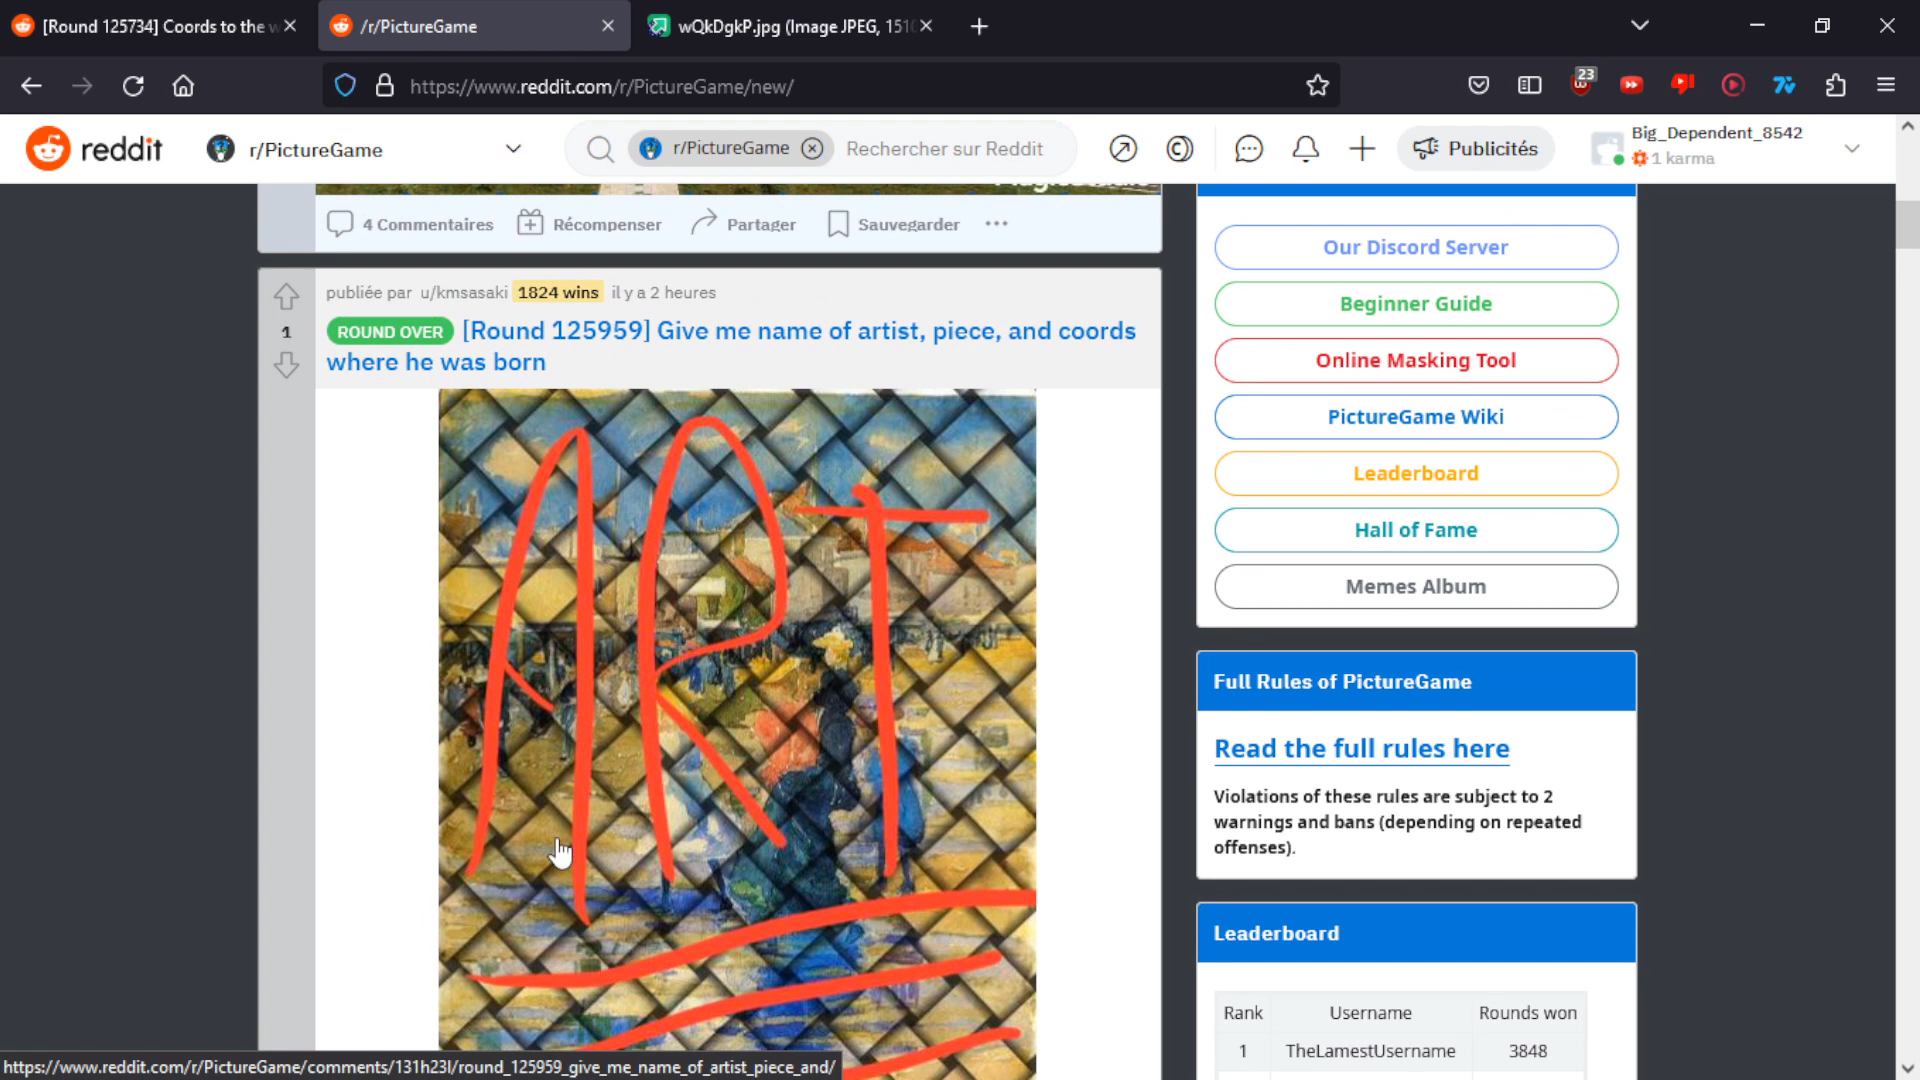 [Round 125734] Coords to the w
/r/PictureGame
wQkDgkP.jpg (Image JPEG, 151
https://www.reddit.com/r/PictureGame/new/
23
reddit
r/PictureGame
r/PictureGame
Rechercher sur Reddit
Publicités
Big_Dependent_8542
1 karma
4 Commentaires
Récompenser
Partager
Sauvegarder
publiée par u/kmsasaki 1824 wins il y a 2 heures
1
ROUND OVER [Round 125959] Give me name of artist, piece, and coords
where he was born
ART
Our Discord Server
Beginner Guide
Online Masking Tool
PictureGame Wiki
Leaderboard
Hall of Fame
Memes Album
Full Rules of PictureGame
Read the full rules here
Violations of these rules are subject to 2
warnings and bans (depending on repeated
offenses).
Leaderboard
Rank Username Rounds won
1 TheLamestUsername 3848
https://www.reddit.com/r/PictureGame/comments/131h23l/round_125959_give_me_name_of_artist_piece_and/